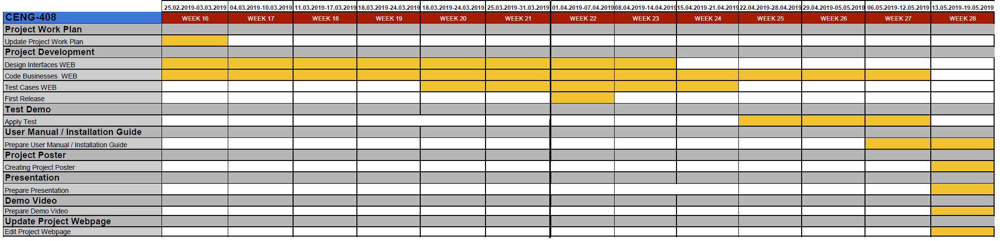 25.02.2019-03.03.2019 04.03.2019-10.03.2019 11.03.2019-17.03.2019 18.03.2019-24.03.2019 18.03.2019-24.03.2019 25.03.2019-31.03.2019 01.04.2019-07.04.2019 08.04.2019-14.04.2019 15.04.2019-21.04.2019 22.04.2019-28.04.2019 29.04.2019-05.05.2019 06.05.2019-12.05.2019 13.05.2019-19.05.2019
CENG-408 WEEK 16 WEEK 17 WEEK 18 WEEK 19 WEEK 20 WEEK 21 WEEK 22 WEEK 23 WEEK 24 WEEK 25 WEEK 26 WEEK 27 WEEK 28
Project Work Plan
Update Project Work Plan
Project Development
Design Interfaces WEB
Code Businesses  WEB
Test Cases WEB
First Release
Test Demo
Apply Test
User Manual / Installation Guide
Prepare User Manual / Installation Guide
Project Poster
Creating Project Poster
Presentation
Prepare Presentation
Demo Video
Prepare Demo Video
Update Project Webpage
Edit Project Webpage